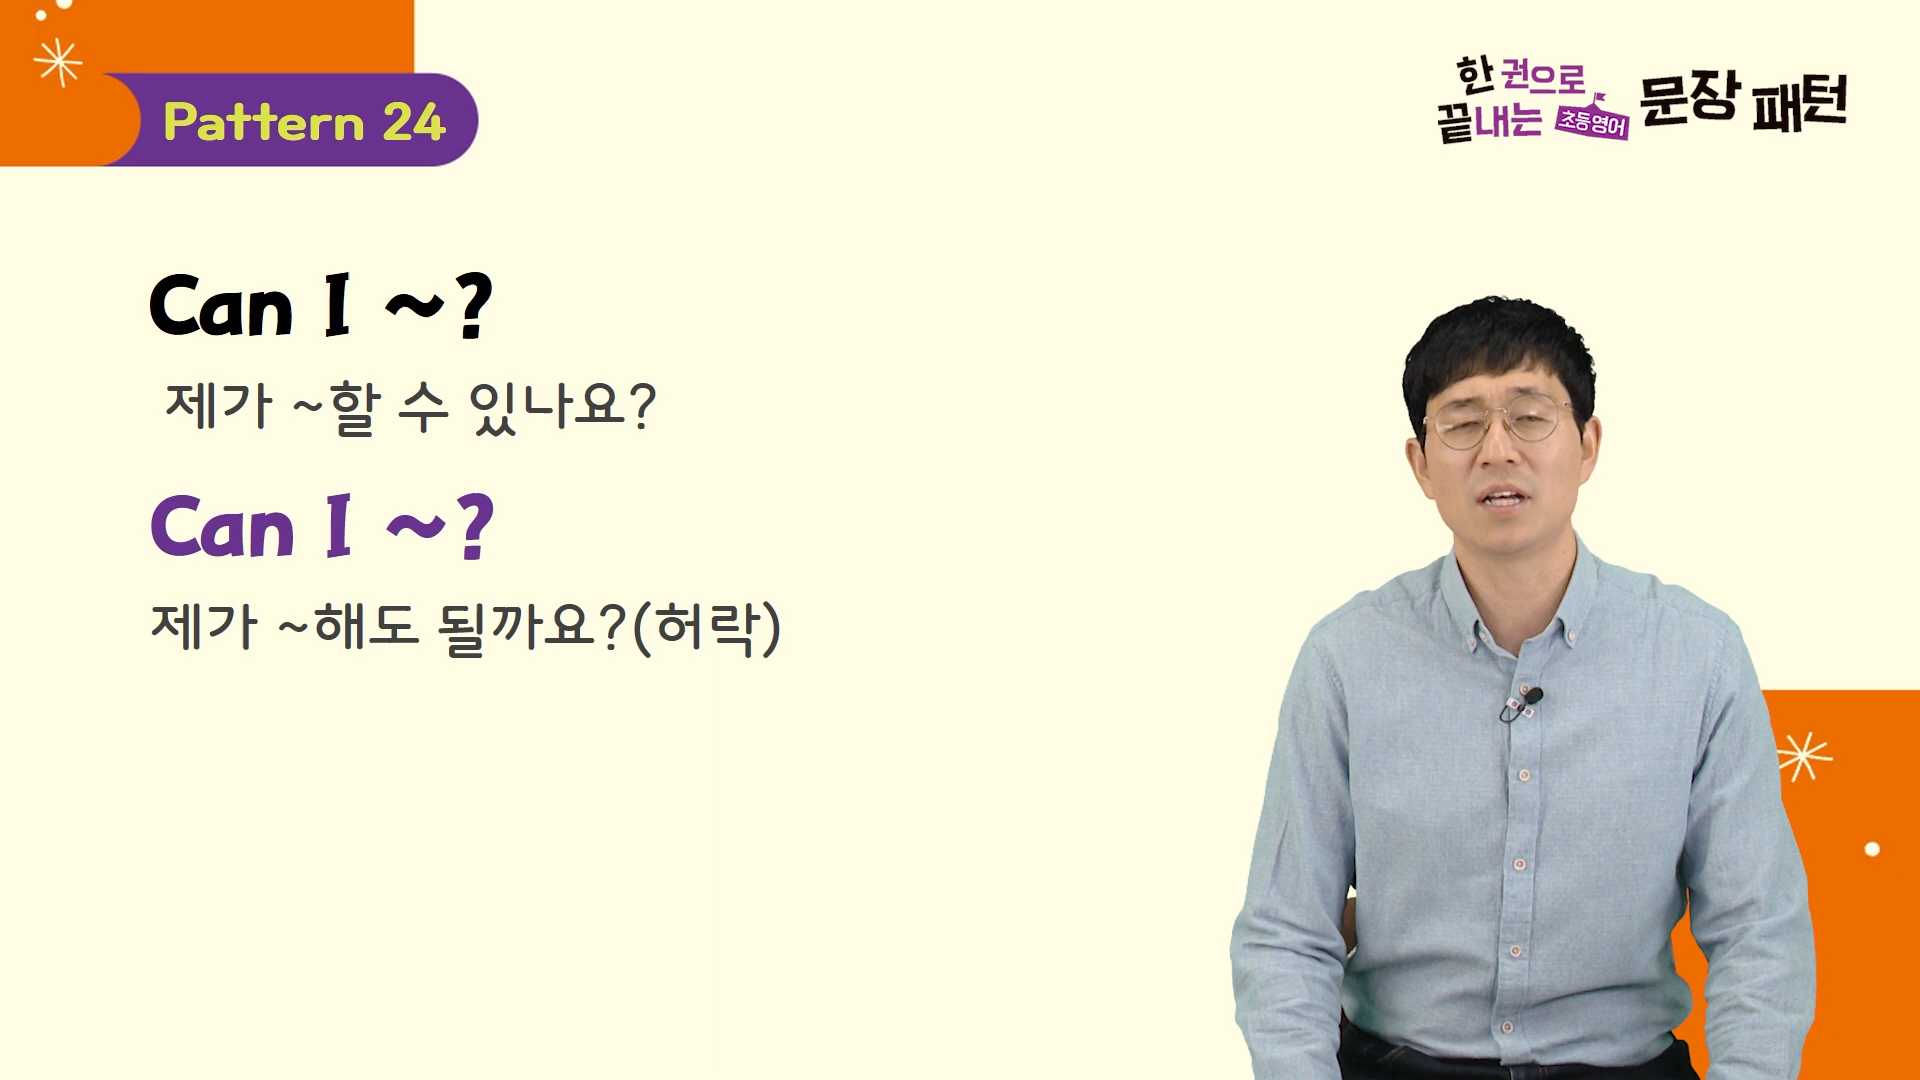 Pattern 24
한 권으로
끝내는 초등영어 문장 패턴
Can I ~?
제가 ~할 수 있나요?
Can I ~?
제가 ~해도 될까요?(허락)